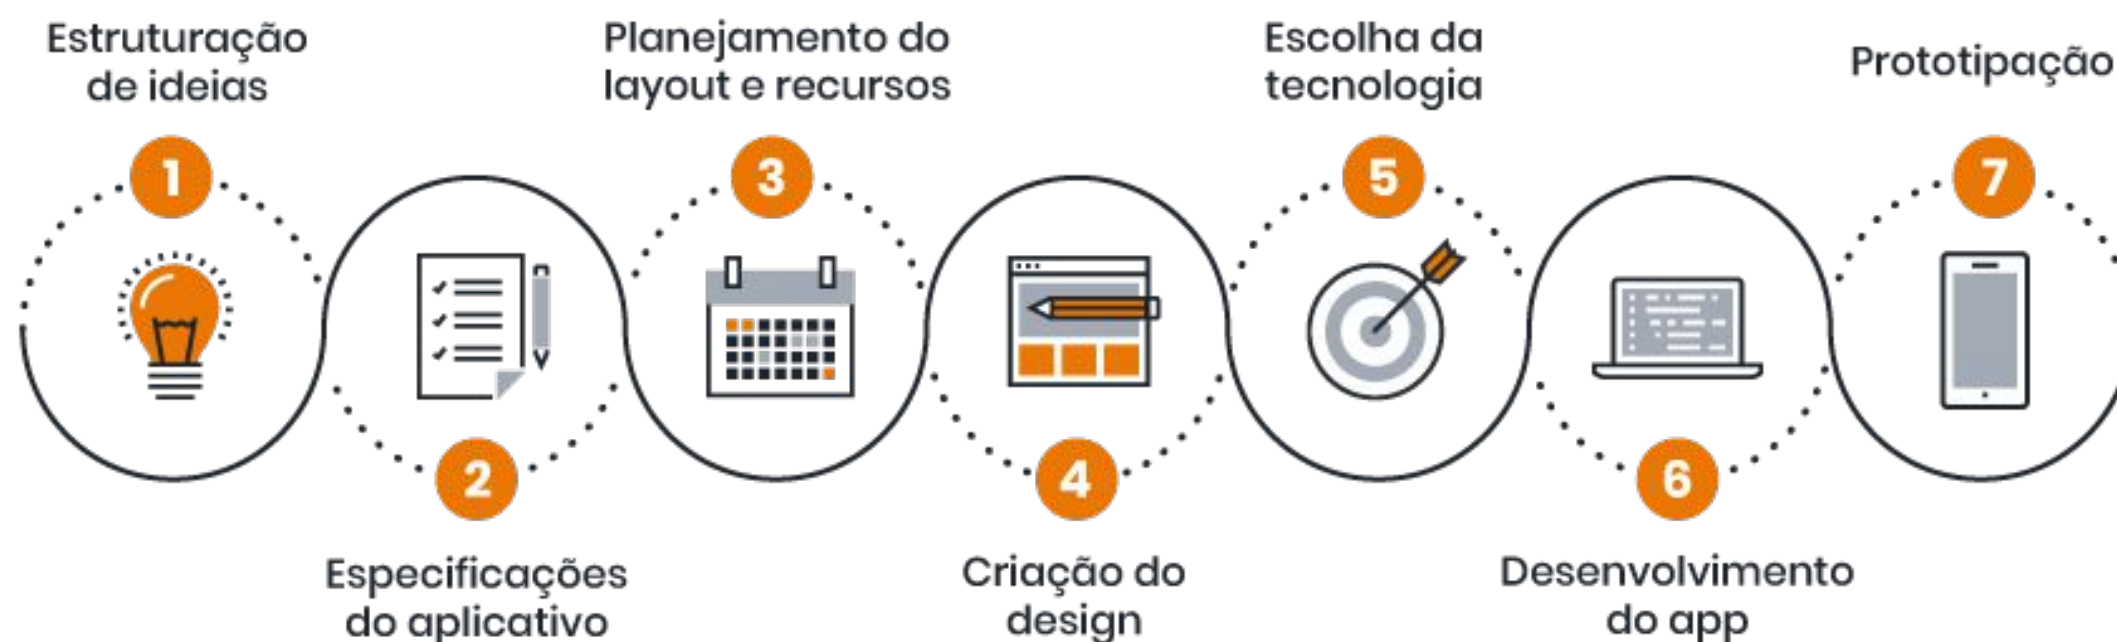 Estruturação
de ideias
1
2
Especificações
do aplicativo
Planejamento do
layout e recursos
3
4
Criação do
design
Escolha da
tecnologia
5
6
Desenvolvimento
do app
Prototipação
7